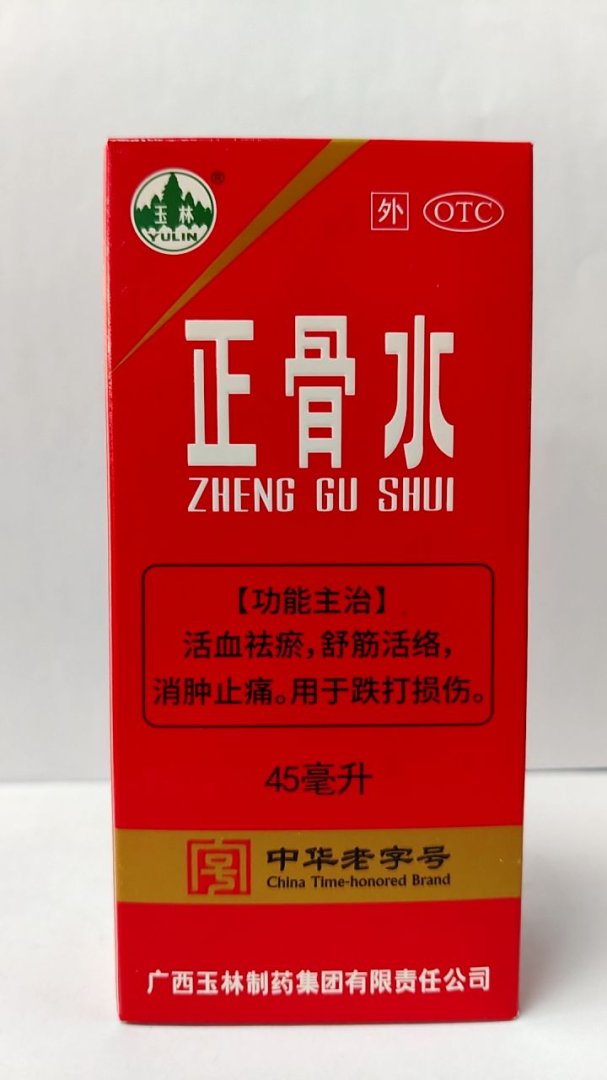 玉林
YULIN
®
外 OTC
正骨水
ZHENG GU SHUI
【功能主治】
活血祛瘀,舒筋活络,
消肿止痛。用于跌打损伤。
45毫升
中华老字号
China Time-honored Brand
广西玉林制药集团有限责任公司